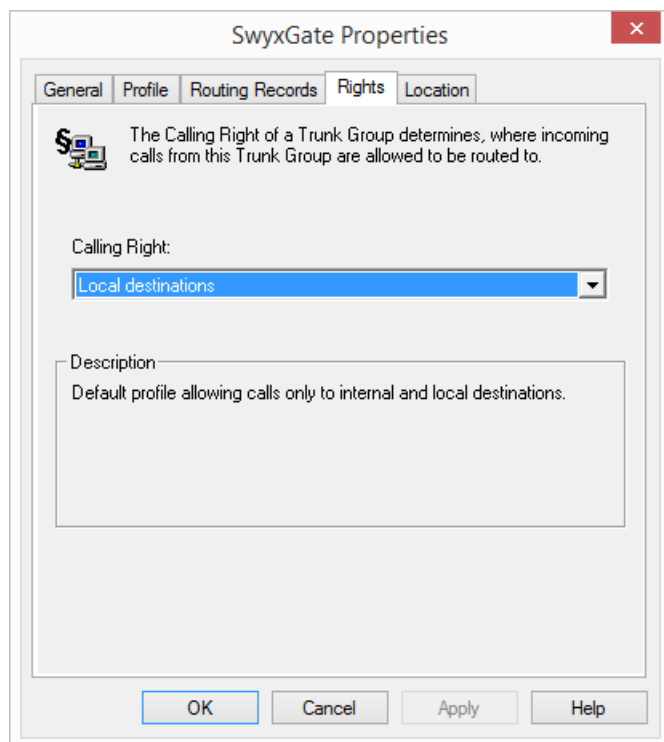 SwyxGate Properties
General Profile Routing Records Rights Location
The Calling Right of a Trunk Group determines, where incoming
calls from this Trunk Group are allowed to be routed to.
Calling Right:
Local destinations
Description
Default profile allowing calls only to internal and local destinations.
OK Cancel Apply Help